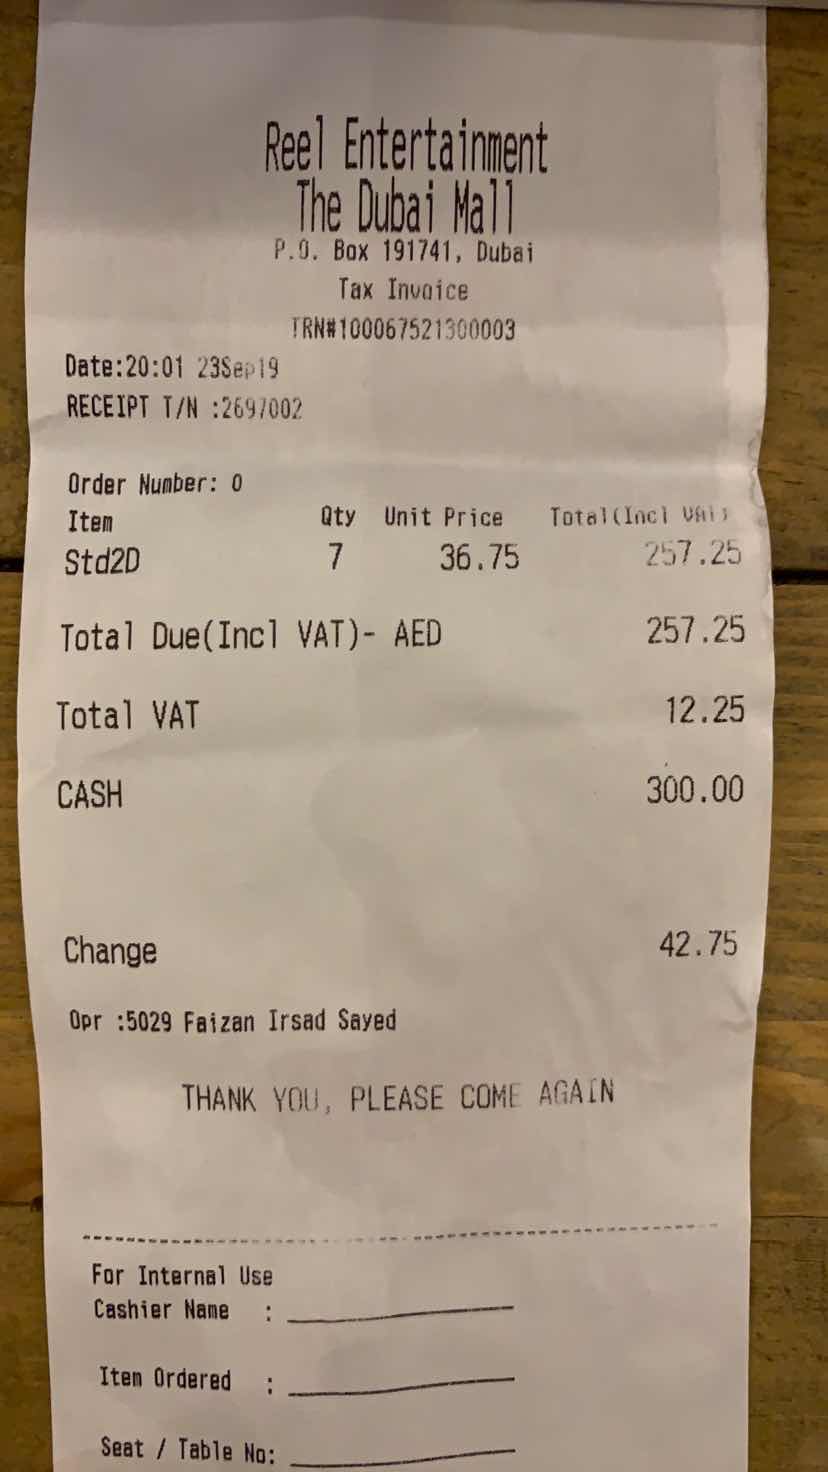 Reel Entertainment
The Dubai Mall
P.O. Box 191741, Dubai
Tax Invoice
TRN#100067521300003
Date:20:01 23Sep19
RECEIPT T/N :2697002
Order Number: 0
Item Qty Unit Price Total(Incl VAT)
Std2D 7 36.75 257.25
Total Due(Incl VAT)- AED 257.25
Total VAT 12.25
CASH 300.00
Change 42.75
Opr :5029 Faizan Irsad Sayed
THANK YOU, PLEASE COME AGAIN
For Internal Use
Cashier Name :
Item Ordered :
Seat / Table No: